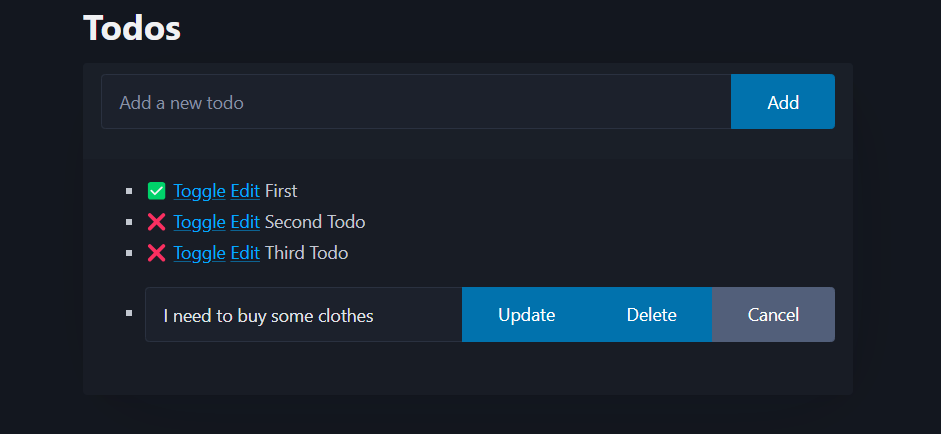 Todos
Add a new todo Add
Toggle Edit First
Toggle Edit Second Todo
Toggle Edit Third Todo
I need to buy some clothes Update Delete Cancel